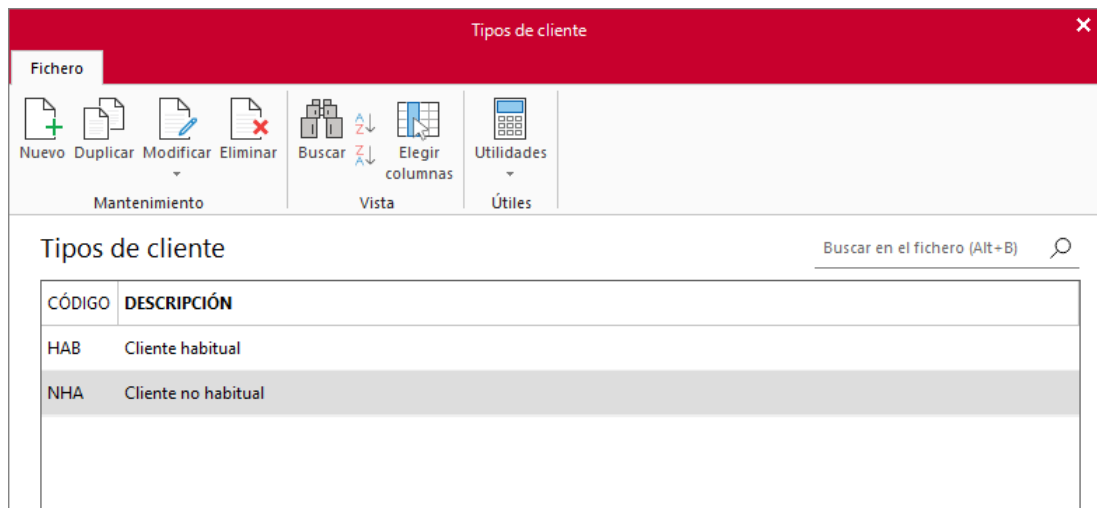 Tipos de cliente
Fichero
Nuevo Duplicar Modificar Eliminar Buscar Elegir columnas Utilidades
Mantenimiento Vista Útiles
Tipos de cliente
Buscar en el fichero (Alt+B)
CÓDIGO DESCRIPCIÓN
HAB Cliente habitual
NHA Cliente no habitual